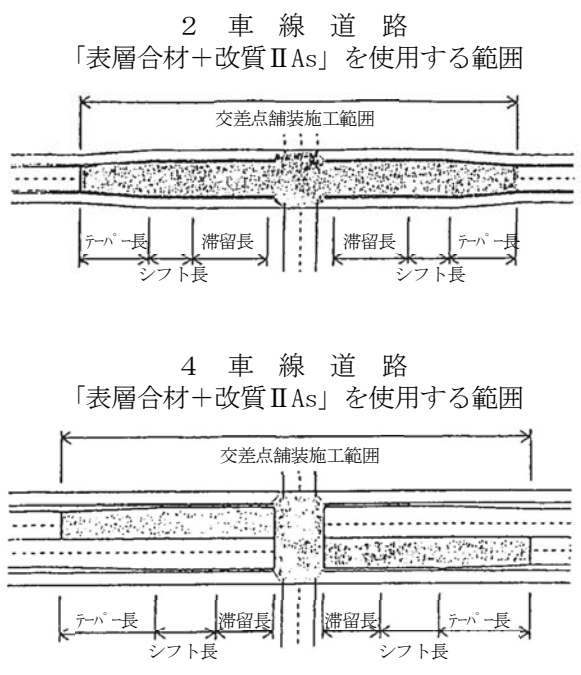 ２ 車 線 道 路
「表層合材＋改質ⅡAs」を使用する範囲
交差点舗装施工範囲
テーパー長 滞留長 滞留長 テーパー長
シフト長 シフト長
４ 車 線 道 路
「表層合材＋改質ⅡAs」を使用する範囲
交差点舗装施工範囲
テーパー長 滞留長 滞留長 テーパー長
シフト長 シフト長